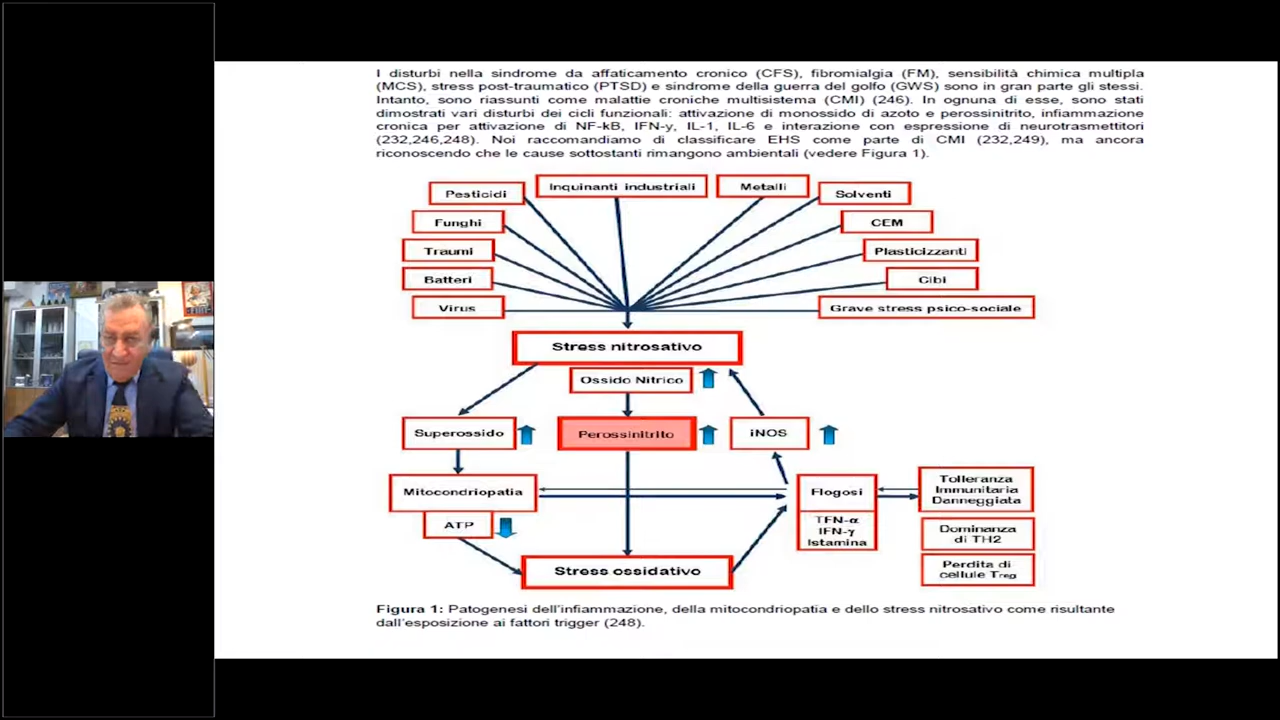 I disturbi nella sindrome da affaticamento cronico (CFS), fibromialgia (FM), sensibilità chimica multipla
(MCS), stress post-traumatico (PTSD) e sindrome della guerra del golfo (GWS) sono in gran parte gli stessi.
Intanto, sono riassunti come malattie croniche multisistema (CMI) (246). In ognuna di esse, sono stati
dimostrati vari disturbi dei cicli funzionali: attivazione di monossido di azoto e perossinitrito, infiammazione
cronica per attivazione di NF-kB, IFN-y, IL-1, IL-6 e interazione con espressione di neurotrasmettitori
(232,246,248). Noi raccomandiamo di classificare EHS come parte di CMI (232,249), ma ancora
riconoscendo che le cause sottostanti rimangono ambientali (vedere Figura 1).
Pesticidi
Inquinanti industriali
Metalli
Solventi
Funghi
CEM
Traumi
Plasticizzanti
Batteri
Cibi
Virus
Grave stress psico-sociale
Stress nitrosativo
Ossido Nitrico
Superossido
Perossinitrito
iNOS
Mitocondriopatia
Flogosi
Tolleranza
Immunitaria
Danneggiata
ATP
TFN-α
IFN-γ
Istamina
Dominanza
di TH2
Stress ossidativo
Perdita di
cellule Treg
Figura 1: Patogenesi dell'infiammazione, della mitocondriopatia e dello stress nitrosativo come risultante
dall'esposizione ai fattori trigger (248).